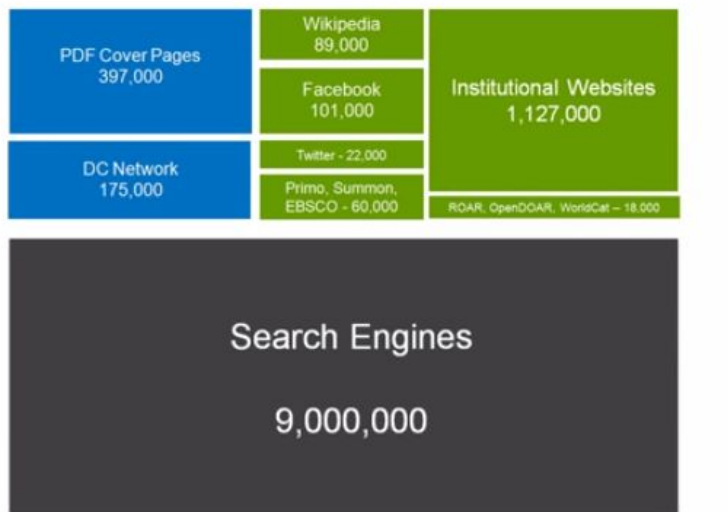 PDF Cover Pages
397,000
DC Network
175,000
Wikipedia
89,000
Facebook
101,000
Twitter - 22,000
Primo, Summon,
EBSCO - 60,000
Institutional Websites
1,127,000
ROAR, OpenDOAR, WorldCat – 18.000
Search Engines
9,000,000